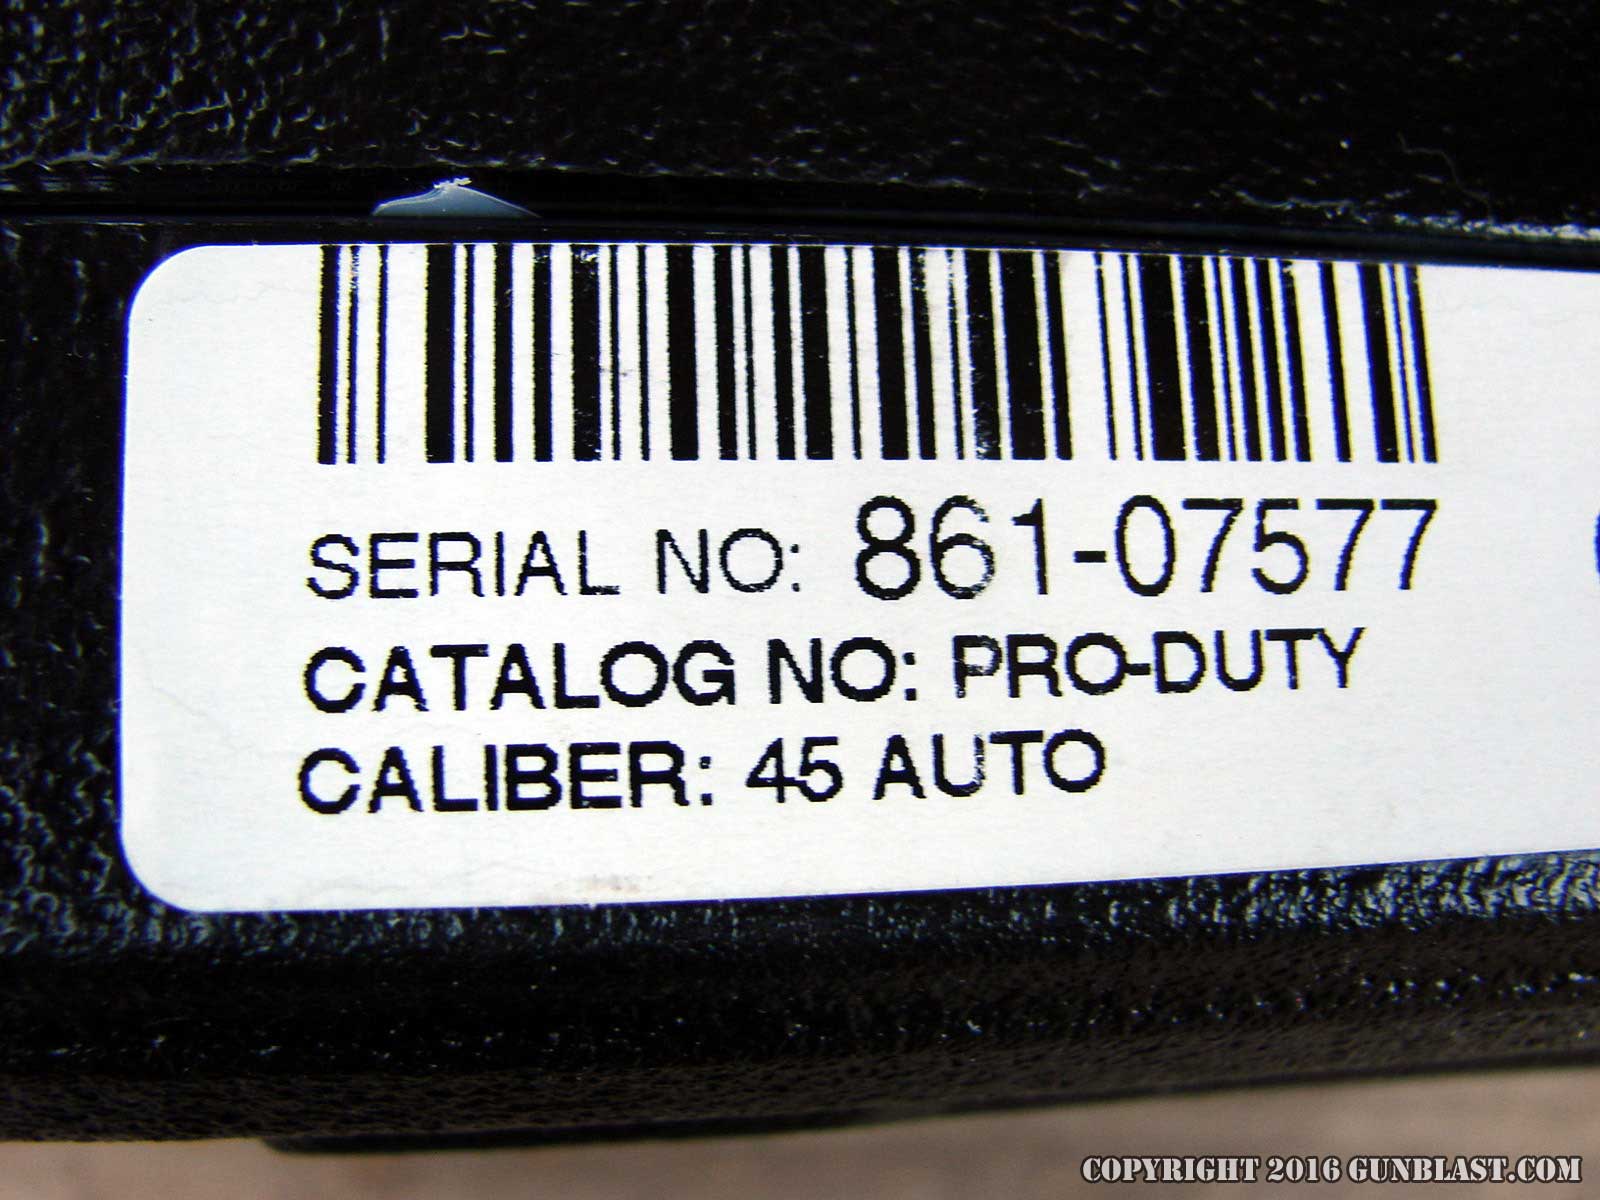 SERIAL NO: 861-07577
CATALOG NO: PRO-DUTY
CALIBER: 45 AUTO
COPYRIGHT 2016 GUNBLAST.COM